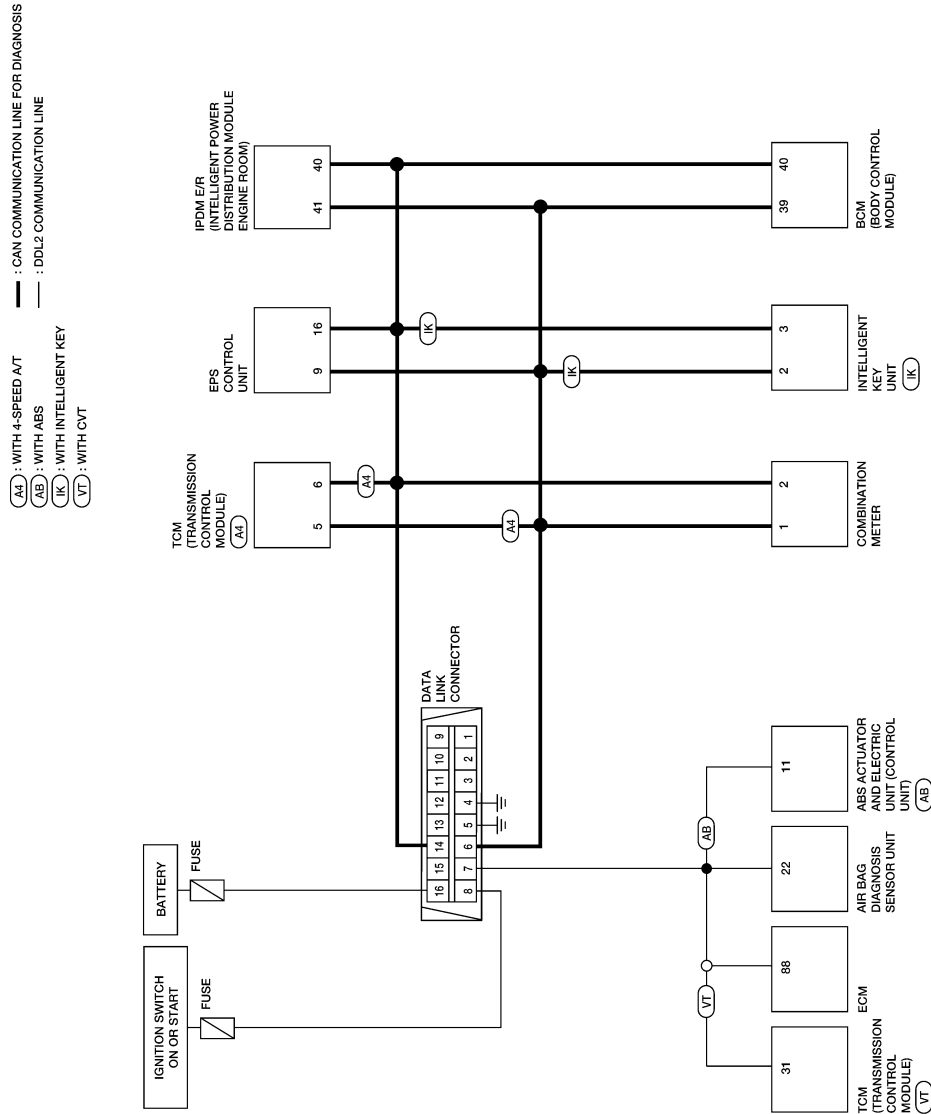 A4 : WITH 4-SPEED A/T
AB : WITH ABS
IK : WITH INTELLIGENT KEY
VT : WITH CVT
: CAN COMMUNICATION LINE FOR DIAGNOSIS
: DDL2 COMMUNICATION LINE
IGNITION SWITCH
ON OR START
FUSE
BATTERY
FUSE
DATA
LINK
CONNECTOR
16 15 14 13 12 11 10 9
8 7 6 5 4 3 2 1
TCM
(TRANSMISSION
CONTROL
MODULE)
A4
5 6
A4
A4
EPS
CONTROL
UNIT
9 16
IK
IK
IPDM E/R
(INTELLIGENT POWER
DISTRIBUTION MODULE
ENGINE ROOM)
41 40
VT
AB
31
TCM
(TRANSMISSION
CONTROL
MODULE)
VT
88
ECM
22
AIR BAG
DIAGNOSIS
SENSOR UNIT
11
ABS ACTUATOR
AND ELECTRIC
UNIT (CONTROL
UNIT)
AB
1 2
COMBINATION
METER
2 3
INTELLIGENT
KEY
UNIT
IK
39 40
BCM
(BODY CONTROL
MODULE)